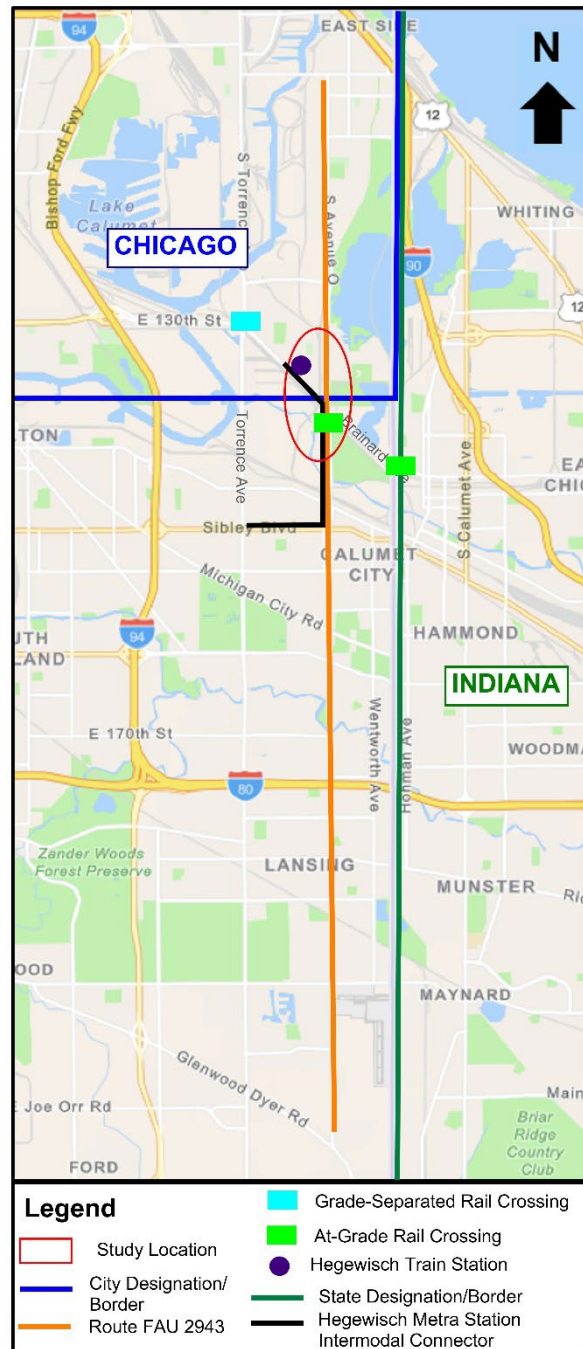 94
EAST SIDE
N
12
Bishop Ford Fwy
S Torrenc
S Avenue O
Lake
Calumet
WHITING
CHICAGO
90
12
E 130th St
LTON
Torrence Ave
Brainard
EA
CHIC
S Calumet Ave
Sibley Blvd
CALUMET
CITY
Michigan City Rd
UTH
LAND
94
HAMMOND
INDIANA
E 170th St
Wentworth Ave
Hohman Ave
WOODMA
80
Zander Woods
Forest Preserve
LANSING
MUNSTER
Ri
OOD
MAYNARD
Glenwood Dyer Rd
E Joe Orr Rd
Main
Briar
Ridge
Country
Club
FORD
Legend
Study Location
City Designation/
Border
Route FAU 2943
Grade-Separated Rail Crossing
At-Grade Rail Crossing
Hegewisch Train Station
State Designation/Border
Hegewisch Metra Station
Intermodal Connector